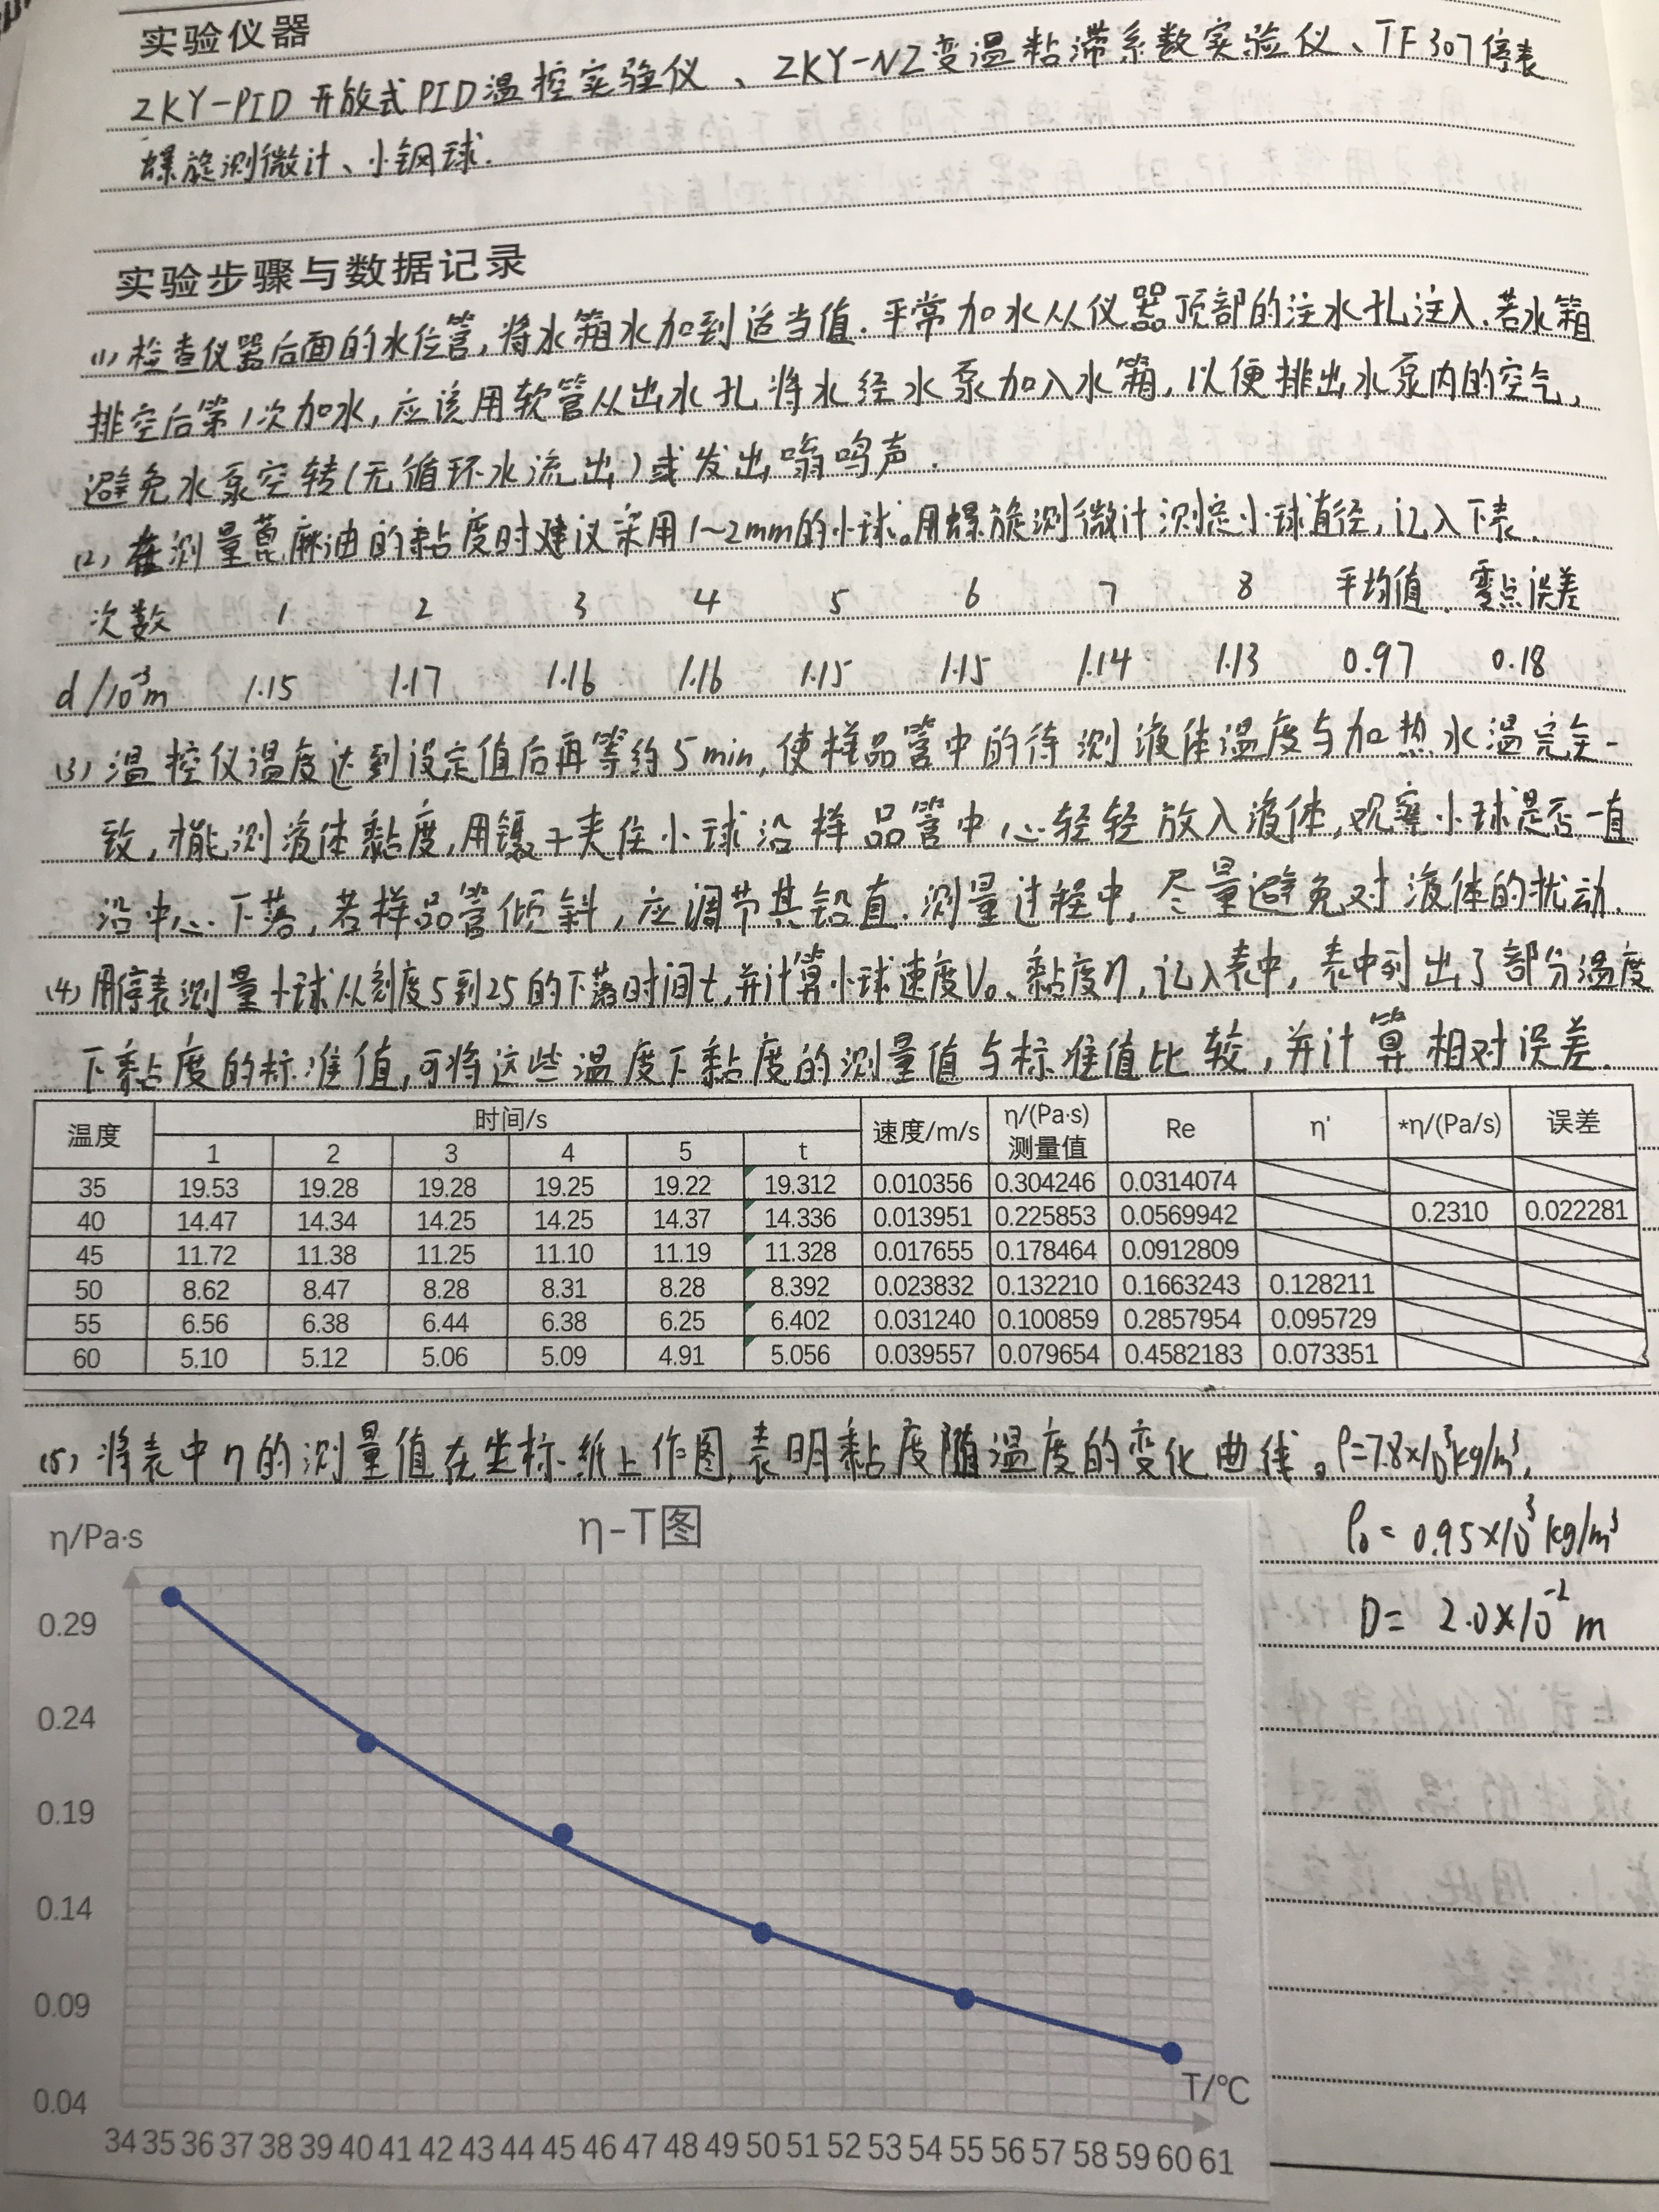 实验仪器
ZKY-PID 开放式PID温控实验仪、ZKY-NZ变温粘滞系数实验仪、TF307停表
螺旋测微计、小钢球.
实验步骤与数据记录
(1) 检查仪器后面的水位管,将水箱水加到适当值.平常加水从仪器顶部的注水孔注入.若水箱
排空后第1次加水,应该用软管从出水孔将水经水泵加入水箱,以便排出水泵内的空气,
避免水泵空转(无循环水流出)或发出嗡鸣声.
(2) 在测量蓖麻油的黏度时建议采用1~2mm的小球。用螺旋测微计测定小球直径,记入下表.
次数 1 2 3 4 5 6 7 8 平均值 零点误差
d/10⁻³m 1.15 1.17 1.16 1.16 1.15 1.15 1.14 1.13 0.97 0.18
(3) 温控仪温度达到设定值后再等约5min,使样品管中的待测液体温度与加热水温完全一
致,才能测液体黏度,用镊子夹住小球沿样品管中心轻轻放入液体,观察小球是否一直
沿中心下落,若样品管倾斜,应调节其铅直.测量过程中,尽量避免对液体的扰动.
(4) 用停表测量小球从刻度5到25的下落时间t,并计算小球速度V₀、黏度η,记入表中,表中列出了部分温度
下黏度的标准值,可将这些温度下黏度的测量值与标准值比较,并计算相对误差.
温度 时间/s 速度/m/s η/(Pa·s) 测量值 Re η' *η/(Pa/s) 误差
1 2 3 4 5 t
35 19.53 19.28 19.28 19.25 19.22 19.312 0.010356 0.304246 0.0314074
40 14.47 14.34 14.25 14.25 14.37 14.336 0.013951 0.225853 0.0569942 0.2310 0.022281
45 11.72 11.38 11.25 11.10 11.19 11.328 0.017655 0.178464 0.0912809
50 8.62 8.47 8.28 8.31 8.28 8.392 0.023832 0.132210 0.1663243 0.128211
55 6.56 6.38 6.44 6.38 6.25 6.402 0.031240 0.100859 0.2857954 0.095729
60 5.10 5.12 5.06 5.09 4.91 5.056 0.039557 0.079654 0.4582183 0.073351
(5) 将表中η的测量值在坐标纸上作图,表明黏度随温度的变化曲线。ρ=7.8×10³kg/m³,
ρ₀=0.95×10³kg/m³
D=2.0×10⁻²m
η-T图
η/Pa·s
0.29
0.24
0.19
0.14
0.09
0.04
T/℃
34 35 36 37 38 39 40 41 42 43 44 45 46 47 48 49 50 51 52 53 54 55 56 57 58 59 60 61